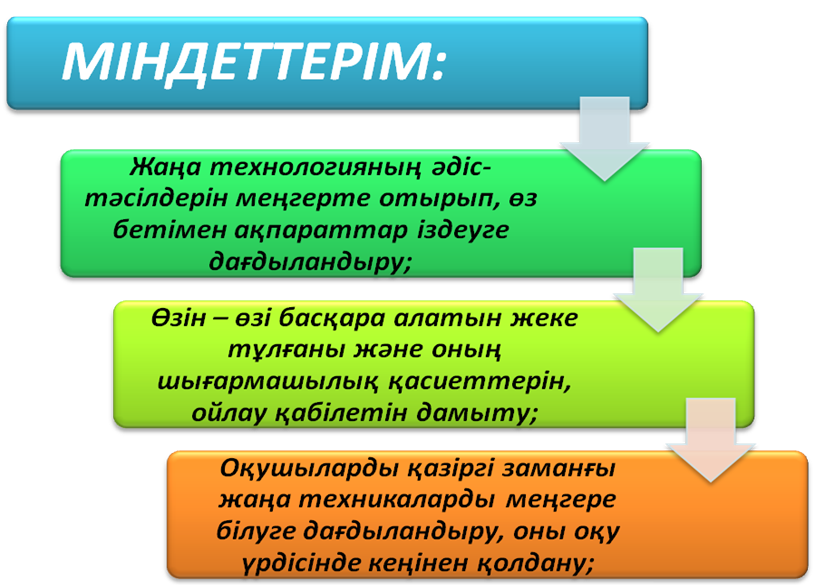 МІНДЕТТЕРІМ:
Жаңа технологияның әдіс-
тәсілдерін меңгерте отырып, өз
бетімен ақпараттар іздеуге
дағдыландыру;
Өзін – өзі басқара алатын жеке
тұлғаны және оның
шығармашылық қасиеттерін,
ойлау қабілетін дамыту;
Оқушыларды қазіргі заманғы
жаңа техникаларды меңгере
білуге дағдыландыру, оны оқу
үрдісінде кеңінен қолдану;